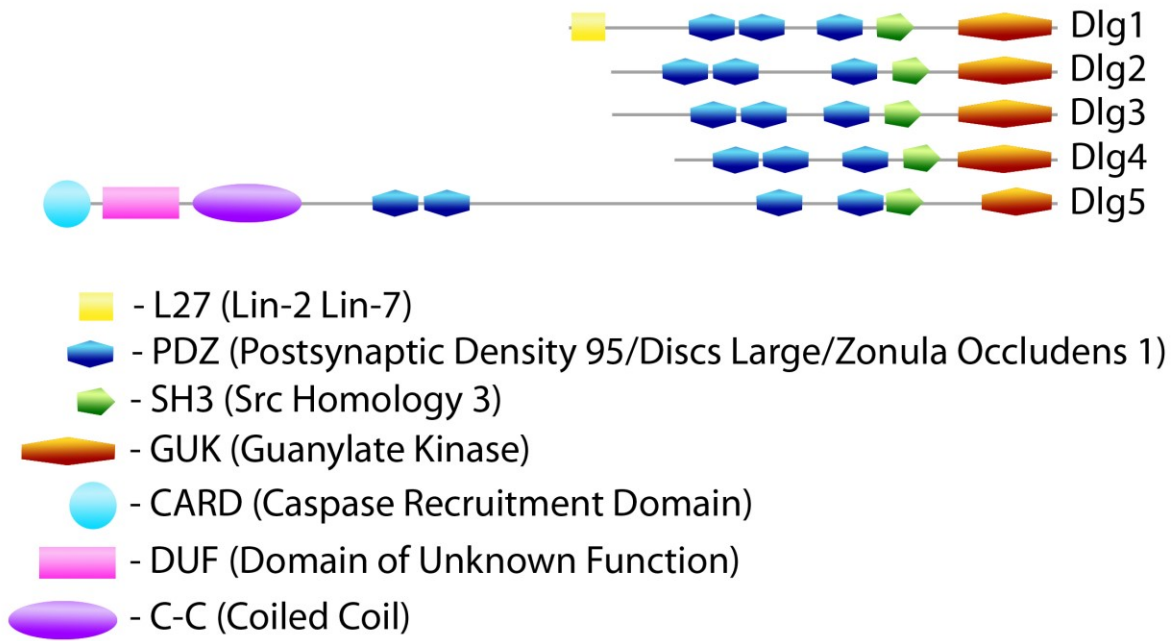 Dlg1
Dlg2
Dlg3
Dlg4
Dlg5
- L27 (Lin-2 Lin-7)
- PDZ (Postsynaptic Density 95/Discs Large/Zonula Occludens 1)
- SH3 (Src Homology 3)
- GUK (Guanylate Kinase)
- CARD (Caspase Recruitment Domain)
- DUF (Domain of Unknown Function)
- C-C (Coiled Coil)